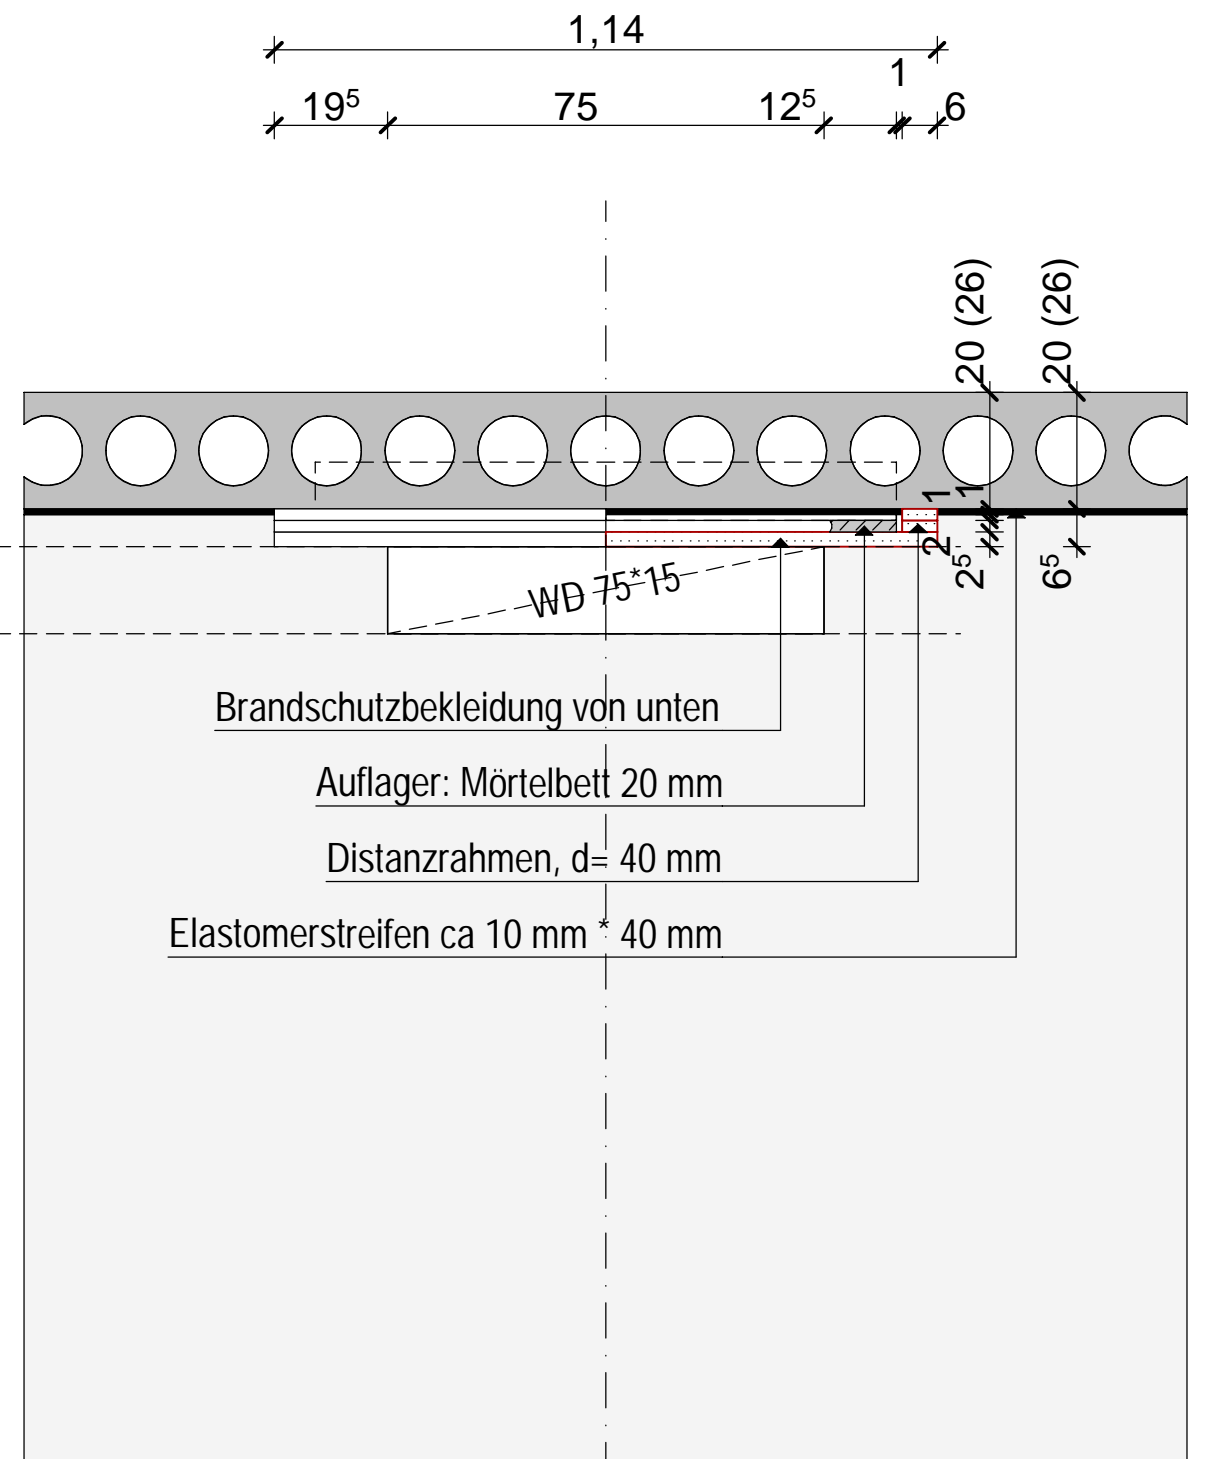 1,14
1
19⁵ 75 12⁵ 6
20 (26) 20 (26)
1 1
2 2⁵ 6⁵
WD 75*15
Brandschutzbekleidung von unten
Auflager: Mörtelbett 20 mm
Distanzrahmen, d= 40 mm
Elastomerstreifen ca 10 mm * 40 mm